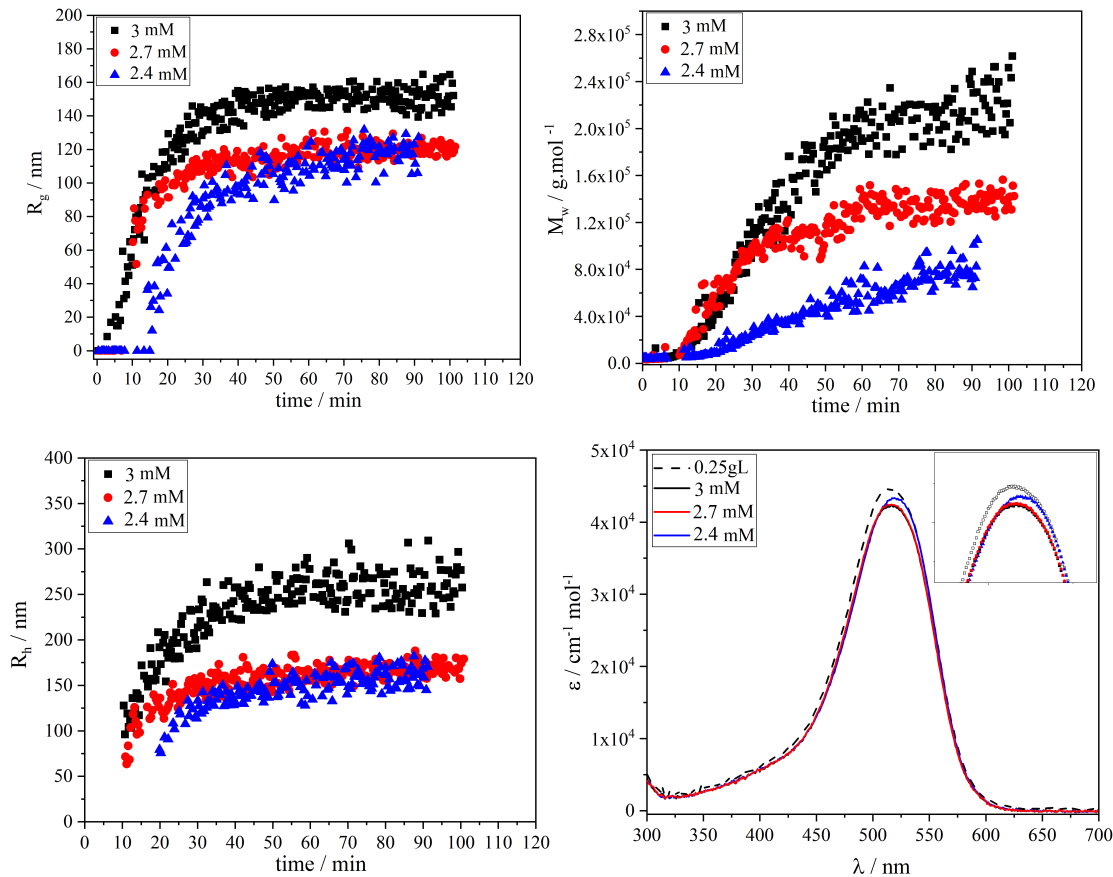 200
180
160
140
120
100
80
60
40
20
0
R_g / nm
3 mM
2.7 mM
2.4 mM
0 10 20 30 40 50 60 70 80 90 100 110 120
time / min
2.8x10^5
2.4x10^5
2.0x10^5
1.6x10^5
1.2x10^5
8.0x10^4
4.0x10^4
0.0
M_w / g.mol^-1
3 mM
2.7 mM
2.4 mM
0 10 20 30 40 50 60 70 80 90 100 110 120
time / min
400
350
300
250
200
150
100
50
0
R_h / nm
3 mM
2.7 mM
2.4 mM
0 10 20 30 40 50 60 70 80 90 100 110 120
time / min
5x10^4
4x10^4
3x10^4
2x10^4
1x10^4
0
ε / cm^-1 mol^-1
0.25gL
3 mM
2.7 mM
2.4 mM
300 350 400 450 500 550 600 650 700
λ / nm